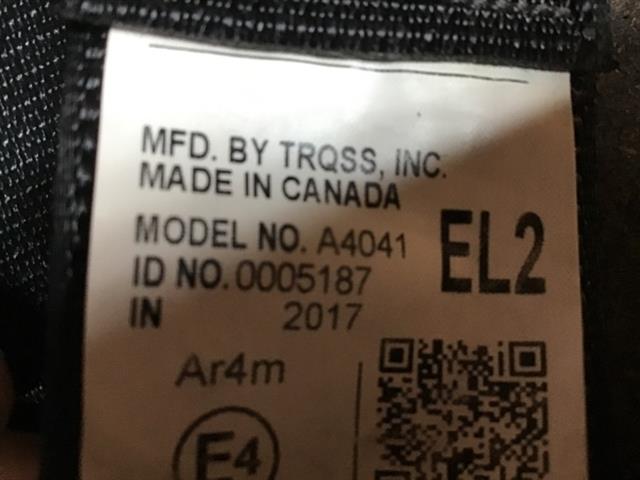 MFD. BY TRQSS, INC.
MADE IN CANADA
MODEL NO. A4041
EL2
ID NO. 0005187
IN 2017
Ar4m
E4